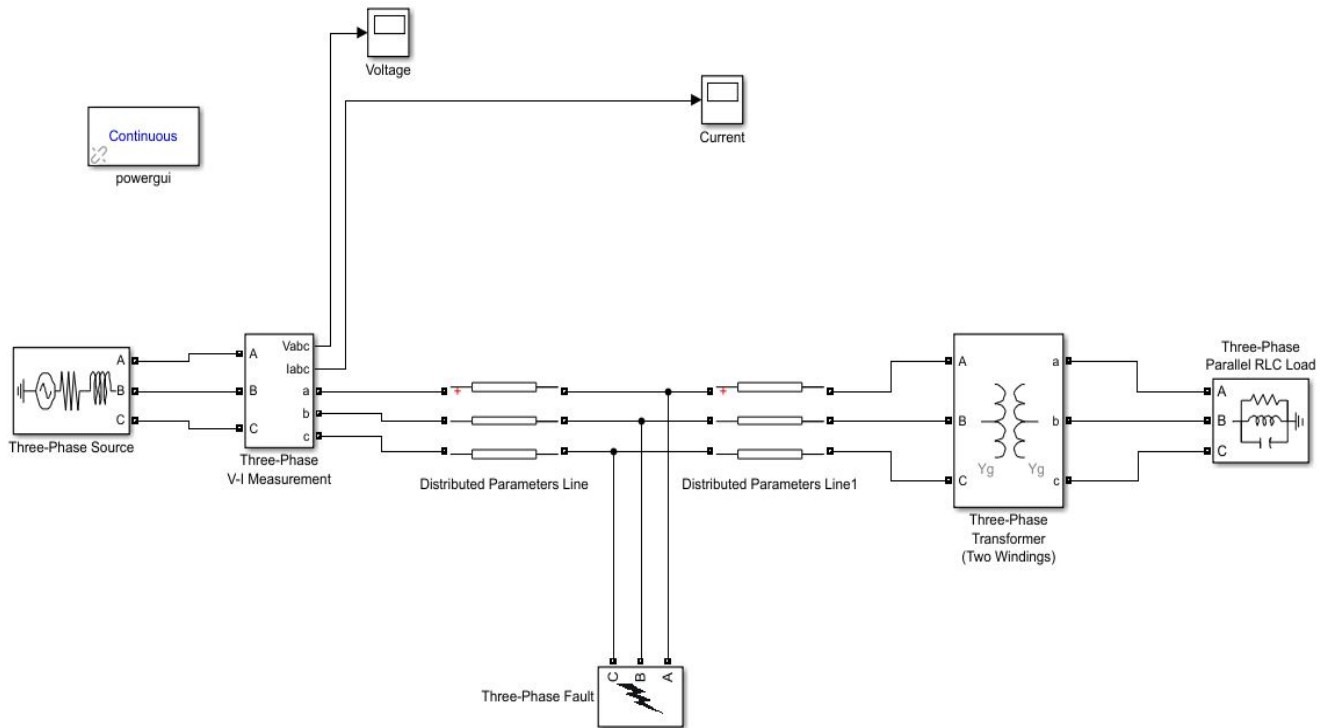 Voltage
Current
Continuous
powergui
A
B
C
Three-Phase Source
A
B
C
Vabc
Iabc
a
b
c
Three-Phase
V-I Measurement
+
Distributed Parameters Line
+
Distributed Parameters Line1
A
B
C
Yg
Yg
a
b
c
Three-Phase
Transformer
(Two Windings)
Three-Phase
Parallel RLC Load
A
B
C
C
B
A
Three-Phase Fault